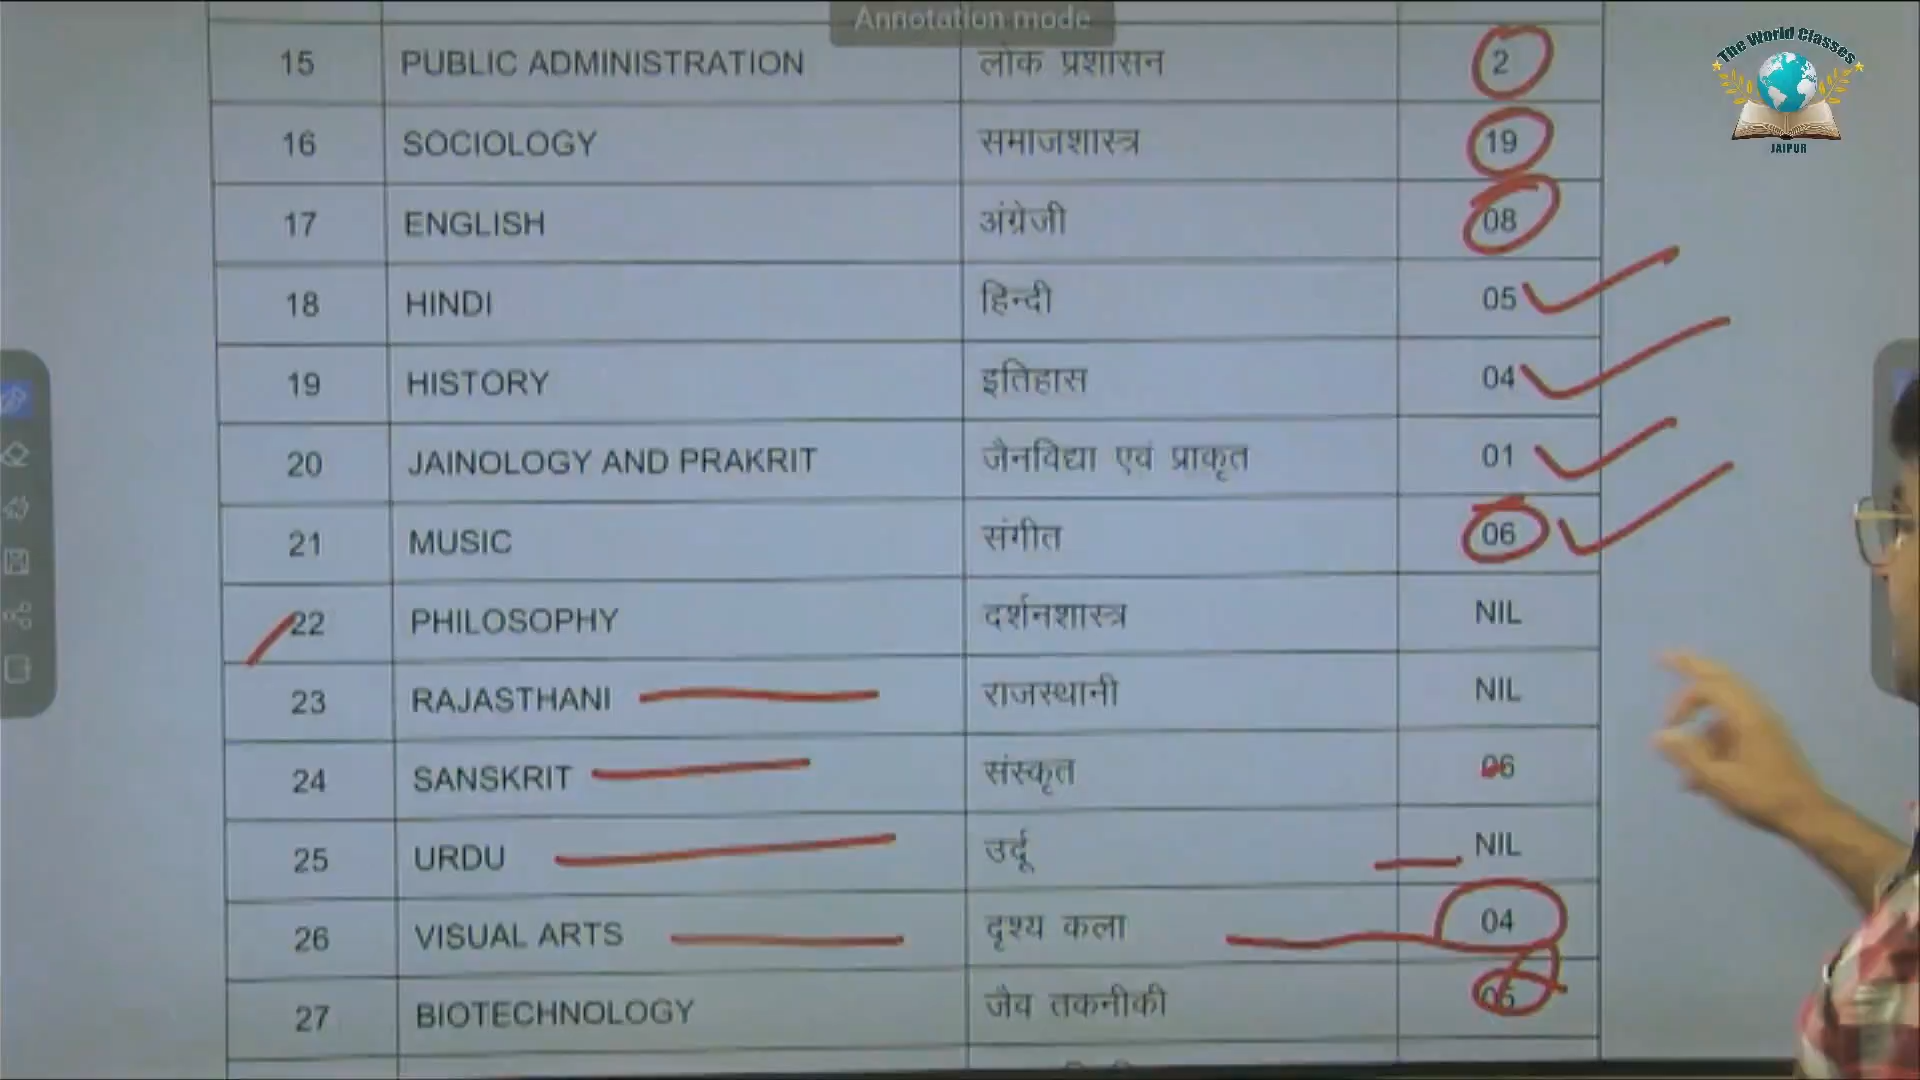 Annotation mode
The World Classes
JAIPUR
15 PUBLIC ADMINISTRATION लोक प्रशासन 2
16 SOCIOLOGY समाजशास्त्र 19
17 ENGLISH अंग्रेजी 08
18 HINDI हिन्दी 05
19 HISTORY इतिहास 04
20 JAINOLOGY AND PRAKRIT जैनविद्या एवं प्राकृत 01
21 MUSIC संगीत 06
22 PHILOSOPHY दर्शनशास्त्र NIL
23 RAJASTHANI राजस्थानी NIL
24 SANSKRIT संस्कृत 06
25 URDU उर्दू NIL
26 VISUAL ARTS दृश्य कला 04
27 BIOTECHNOLOGY जैव तकनीकी